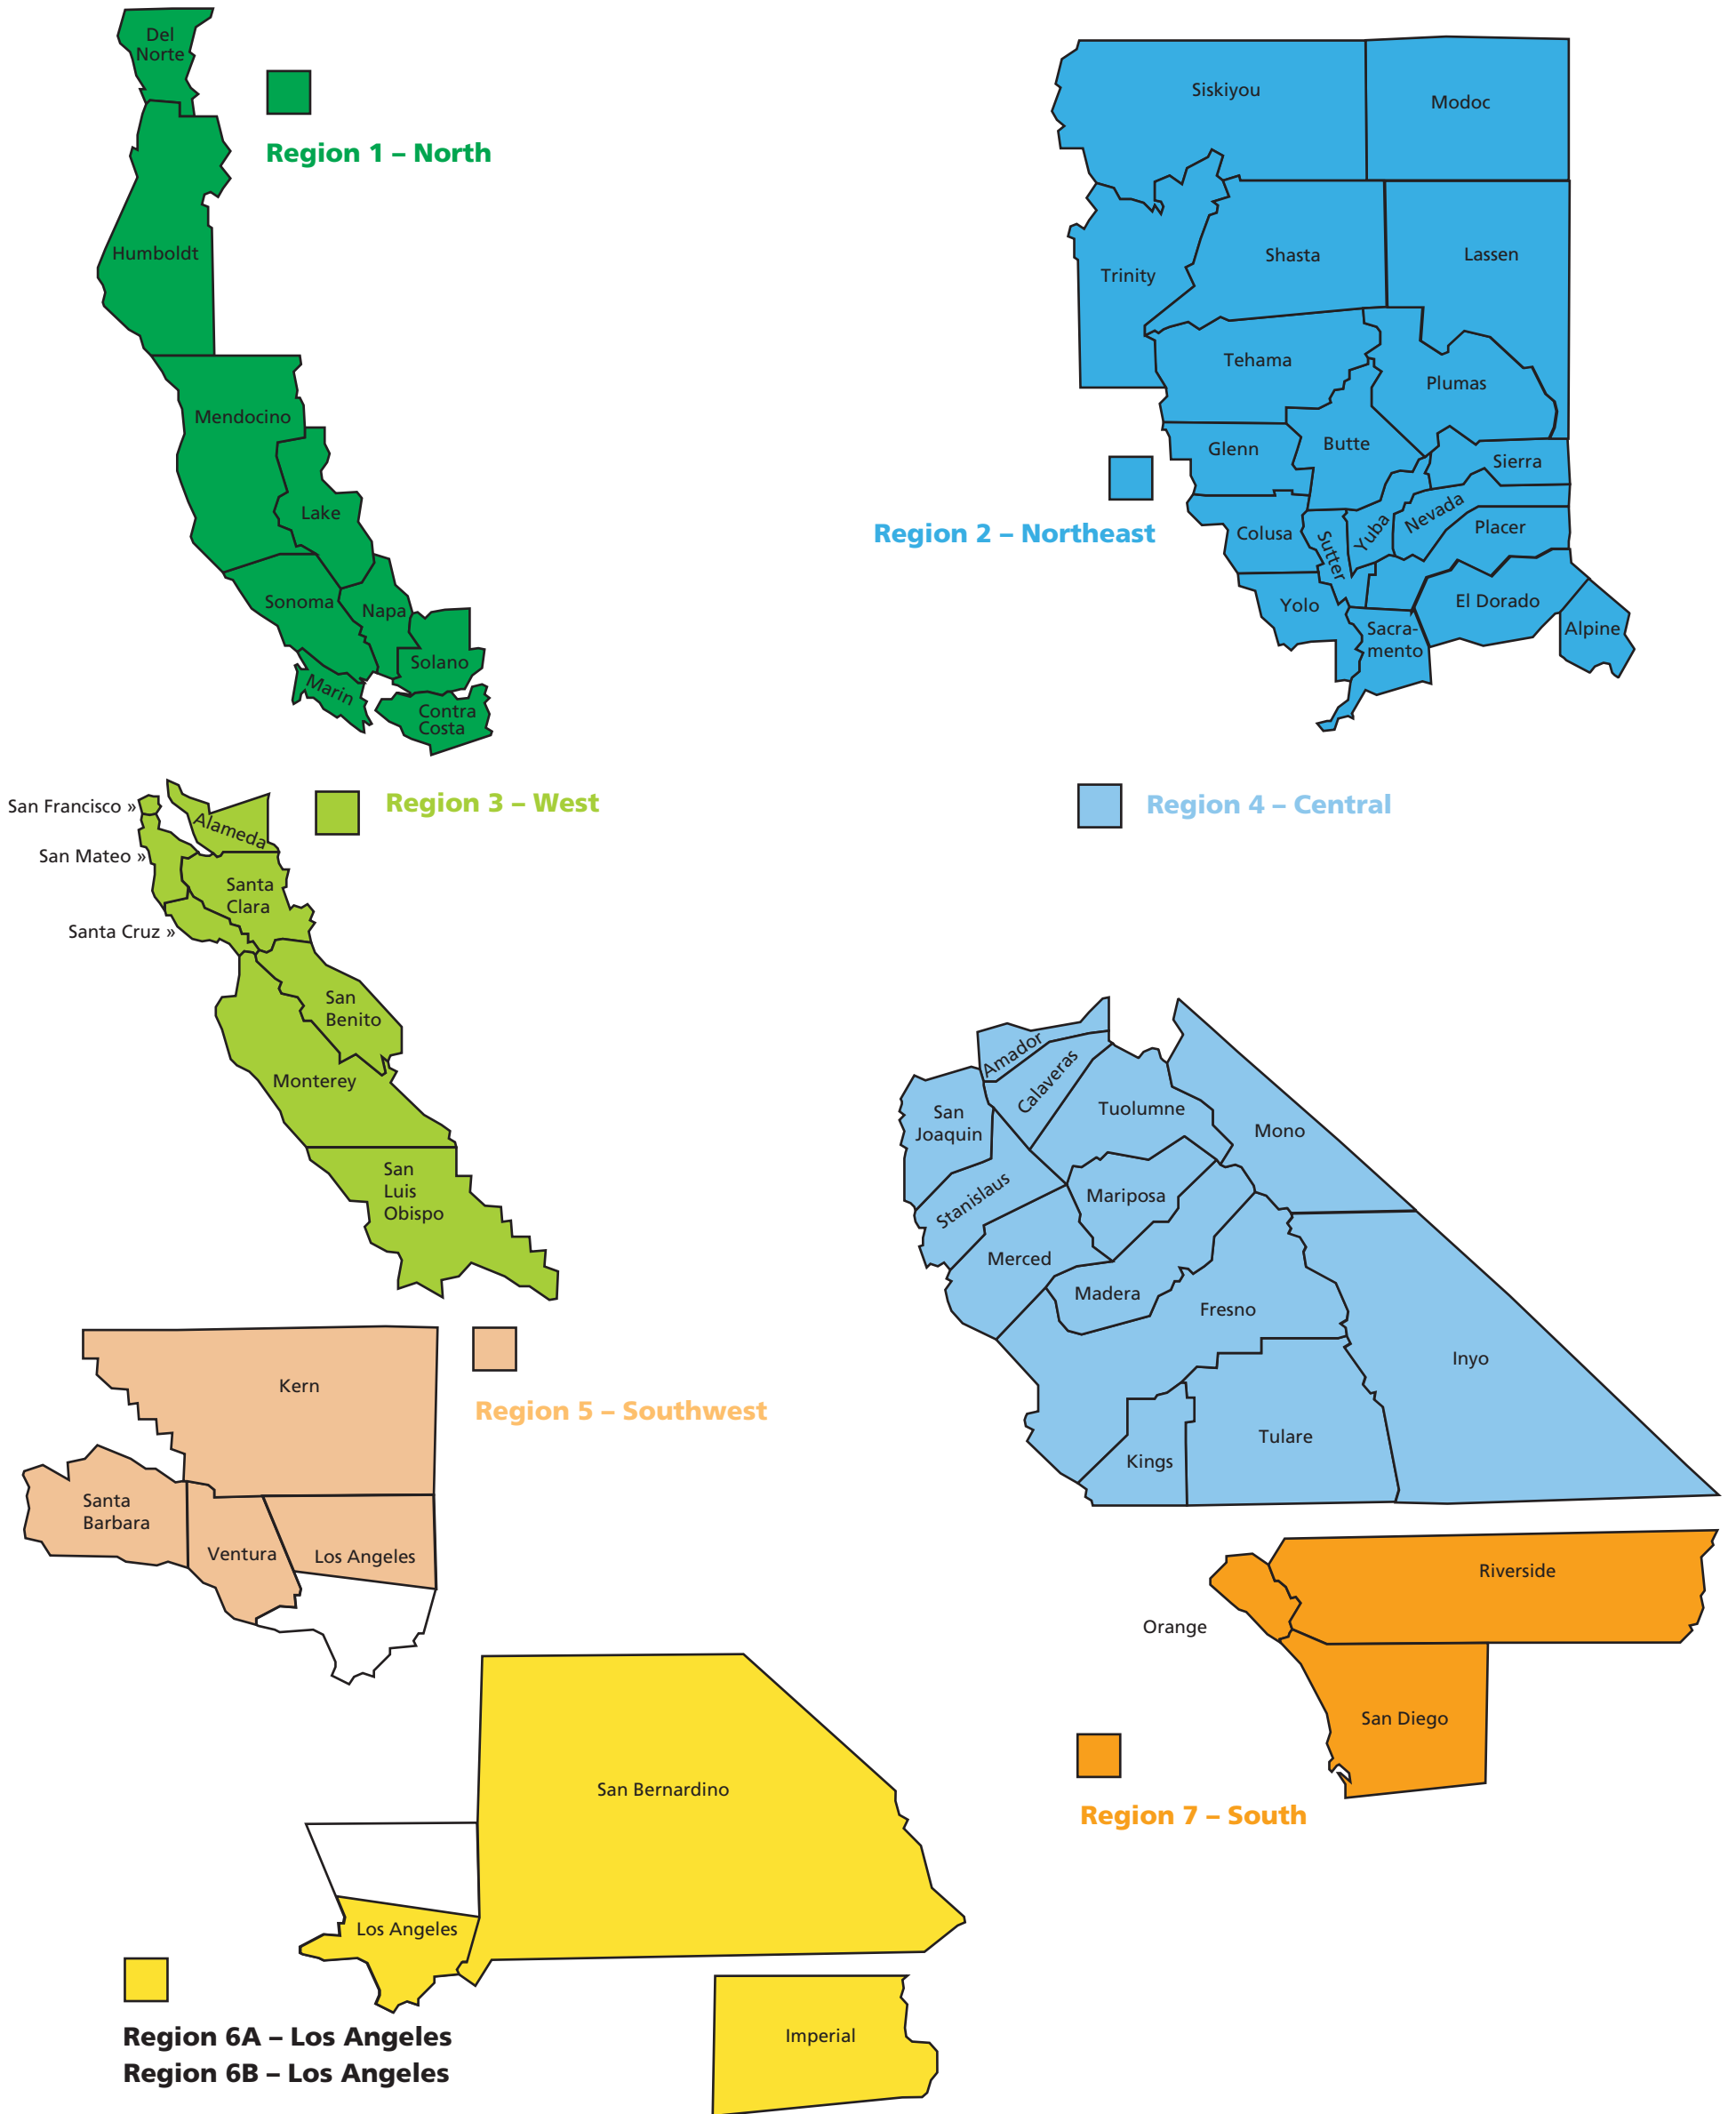 Del
Norte
Region 1 – North
Humboldt
Mendocino
Lake
Sonoma
Napa
Solano
Marin
Contra
Costa
Siskiyou
Modoc
Shasta
Lassen
Trinity
Tehama
Plumas
Butte
Glenn
Sierra
Nevada
Region 2 – Northeast
Colusa
Sutter
Yuba
Placer
Yolo
El Dorado
Sacra-
mento
Alpine
San Francisco »
Region 3 – West
Alameda
San Mateo »
Santa
Clara
Santa Cruz »
San
Benito
Monterey
San
Luis
Obispo
Region 4 – Central
Amador
Calaveras
San
Joaquin
Tuolumne
Mono
Stanislaus
Mariposa
Merced
Madera
Fresno
Inyo
Tulare
Kings
Kern
Region 5 – Southwest
Santa
Barbara
Ventura
Los Angeles
Riverside
Orange
San Diego
Region 7 – South
San Bernardino
Los Angeles
Imperial
Region 6A – Los Angeles
Region 6B – Los Angeles